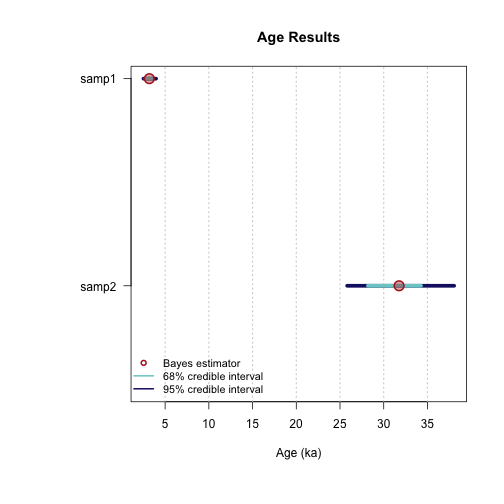 Age Results
samp1
samp2
Bayes estimator
68% credible interval
95% credible interval
5 10 15 20 25 30 35
Age (ka)